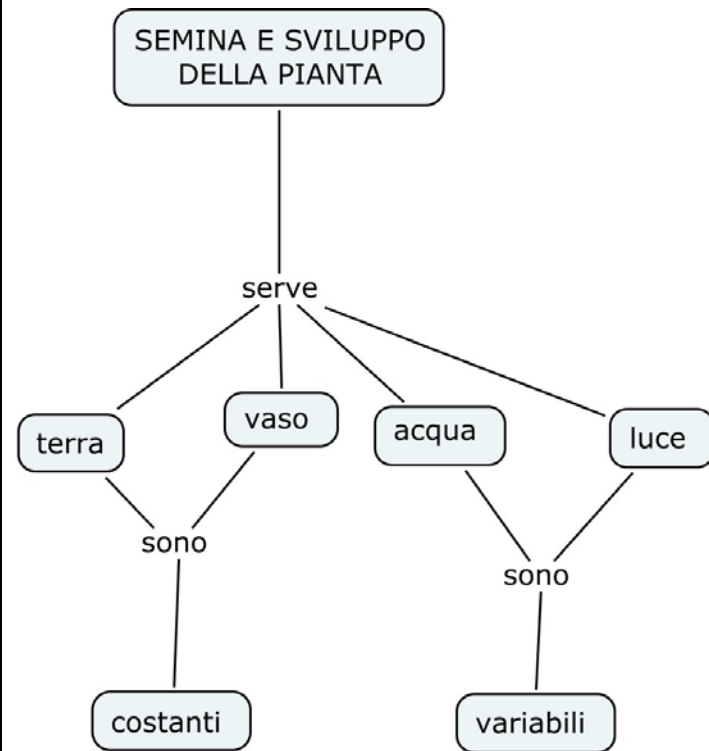 SEMINA E SVILUPPO
DELLA PIANTA
serve
terra
vaso
acqua
luce
sono
sono
costanti
variabili